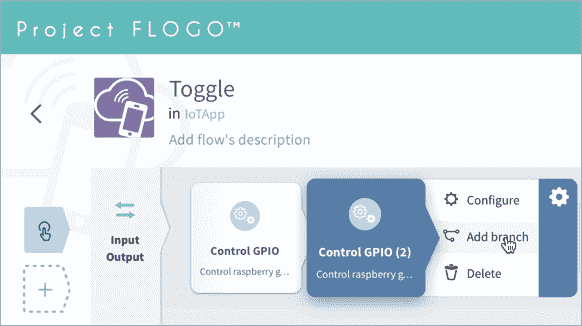 Project FLOGO™
Toggle
in IoTApp
Add flow's description
Input
Output
Control GPIO
Control raspberry g...
Control GPIO (2)
Control raspberry g...
Configure
Add branch
Delete